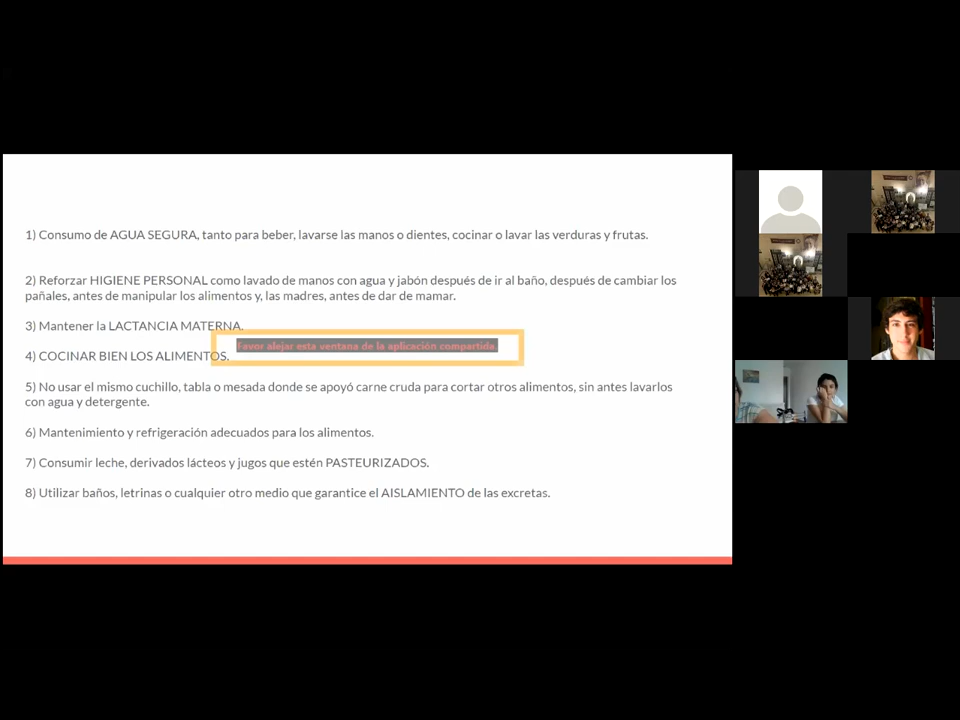 1) Consumo de AGUA SEGURA, tanto para beber, lavarse las manos o dientes, cocinar o lavar las verduras y frutas.
2) Reforzar HIGIENE PERSONAL como lavado de manos con agua y jabón después de ir al baño, después de cambiar los
pañales, antes de manipular los alimentos y, las madres, antes de dar de mamar.
3) Mantener la LACTANCIA MATERNA.
Favor alejar esta ventana de la aplicación compartida
4) COCINAR BIEN LOS ALIMENTOS.
5) No usar el mismo cuchillo, tabla o mesada donde se apoyó carne cruda para cortar otros alimentos, sin antes lavarlos
con agua y detergente.
6) Mantenimiento y refrigeración adecuados para los alimentos.
7) Consumir leche, derivados lácteos y jugos que estén PASTEURIZADOS.
8) Utilizar baños, letrinas o cualquier otro medio que garantice el AISLAMIENTO de las excretas.